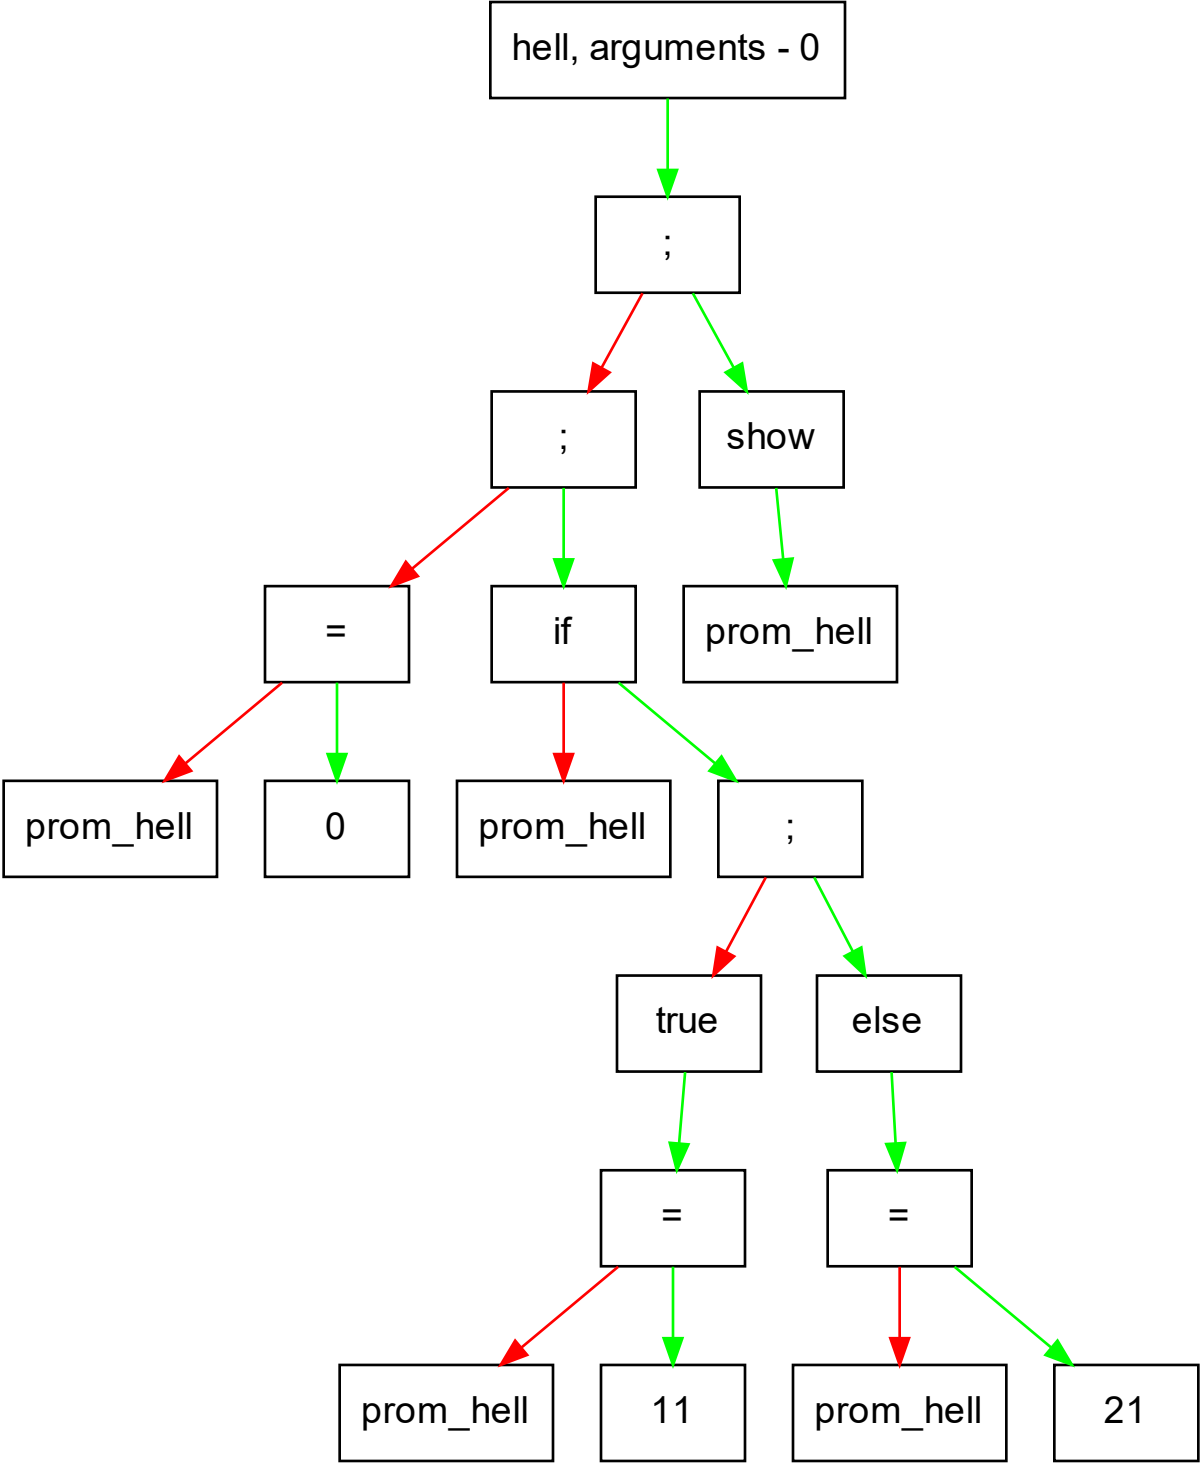 hell, arguments - 0
;
;
show
=
if
prom_hell
prom_hell
0
prom_hell
;
true
else
=
=
prom_hell
11
prom_hell
21